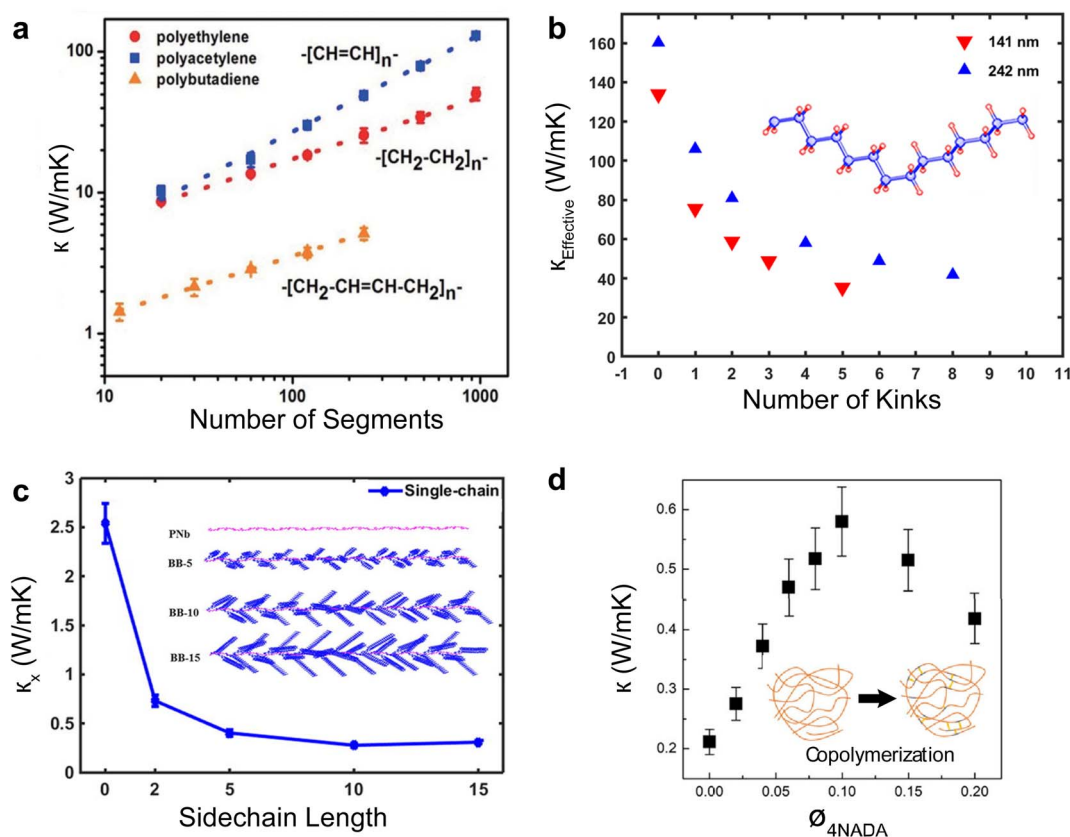 a
polyethylene
polyacetylene
polybutadiene
-[CH=CH]n-
-[CH₂-CH₂]n-
-[CH₂-CH=CH-CH₂]n-
100
10
1
κ (W/mK)
10 100 1000
Number of Segments
b
141 nm
242 nm
160
140
120
100
80
60
40
20
0
κEffective (W/mK)
-1 0 1 2 3 4 5 6 7 8 9 10 11
Number of Kinks
c
Single-chain
PNb
BB-5
BB-10
BB-15
3
2.5
2
1.5
1
0.5
0
κx (W/mK)
0 2 5 10 15
Sidechain Length
d
0.6
0.5
0.4
0.3
0.2
κ (W/mK)
Copolymerization
0.00 0.05 0.10 0.15 0.20
Ø4NADA